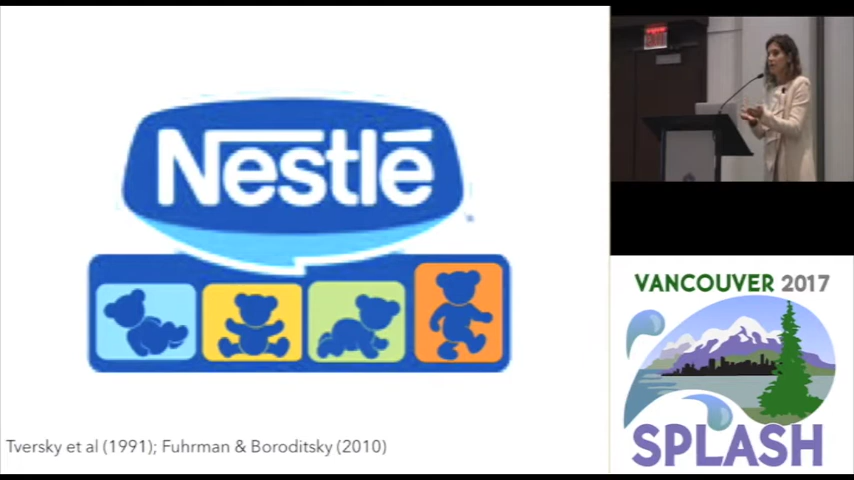 Nestlé
Tversky et al (1991); Fuhrman & Boroditsky (2010)
VANCOUVER 2017
SPLASH